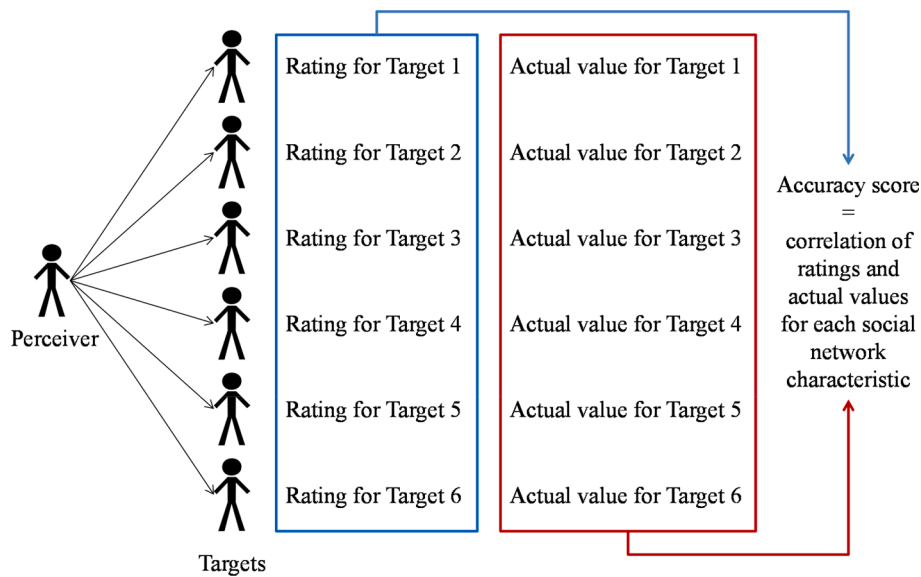 Rating for Target 1
Actual value for Target 1
Rating for Target 2
Actual value for Target 2
Rating for Target 3
Actual value for Target 3
Rating for Target 4
Actual value for Target 4
Rating for Target 5
Actual value for Target 5
Rating for Target 6
Actual value for Target 6
Perceiver
Targets
Accuracy score
=
correlation of
ratings and
actual values
for each social
network
characteristic